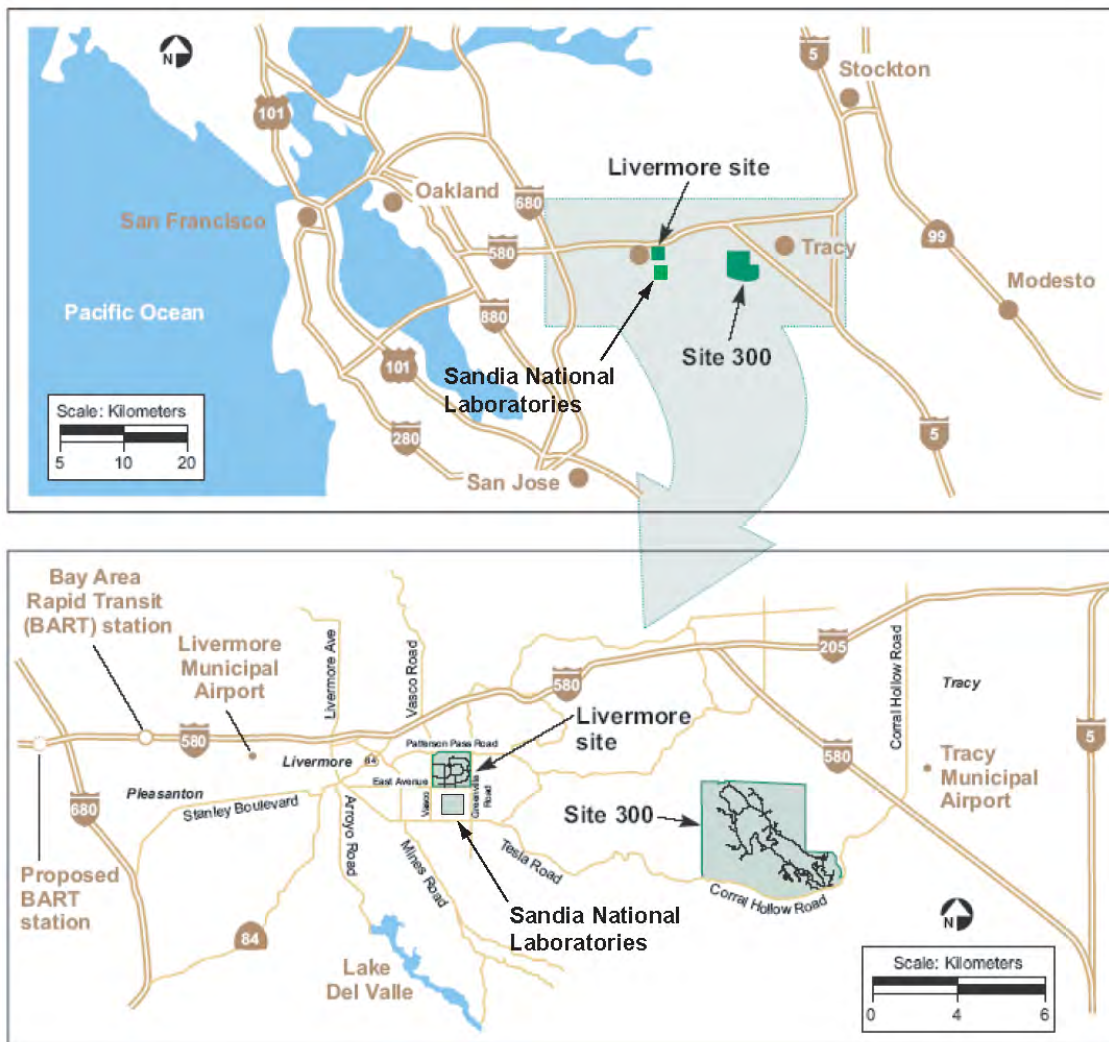 N
101
5
Stockton
Livermore site
Oakland
680
San Francisco
580
Tracy
99
Modesto
Pacific Ocean
880
Site 300
101
Sandia National
Laboratories
Scale: Kilometers
5 10 20
280
5
San Jose
Bay Area
Rapid Transit
(BART) station
Livermore
Municipal
Airport
Livermore Ave
Vasco Road
580
205
Corral Hollow Road
Tracy
5
580
Livermore
84
Patterson Pass Road
Livermore
site
East Avenue
Pleasanton
Stanley Boulevard
680
Vasco
Greenville
Road
580
Tracy
Municipal
Airport
Site 300
Arroyo Road
Mines Road
Tesla Road
Corral Hollow Road
Proposed
BART
station
84
Sandia National
Laboratories
Lake
Del Valle
N
Scale: Kilometers
0 4 6